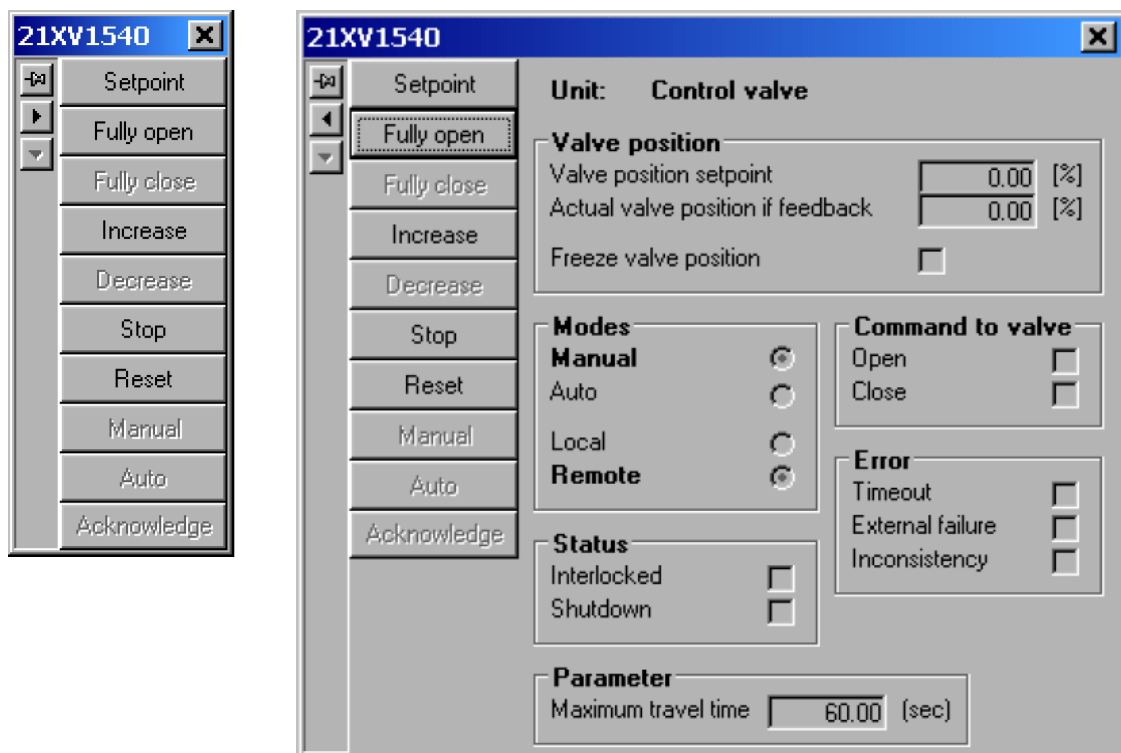 21XV1540
Setpoint
Fully open
Fully close
Increase
Decrease
Stop
Reset
Manual
Auto
Acknowledge
21XV1540
Setpoint
Fully open
Fully close
Increase
Decrease
Stop
Reset
Manual
Auto
Acknowledge
Unit: Control valve
Valve position
Valve position setpoint 0.00 [%]
Actual valve position if feedback 0.00 [%]
Freeze valve position
Modes
Manual
Auto
Local
Remote
Command to valve
Open
Close
Error
Timeout
External failure
Inconsistency
Status
Interlocked
Shutdown
Parameter
Maximum travel time 60.00 (sec)